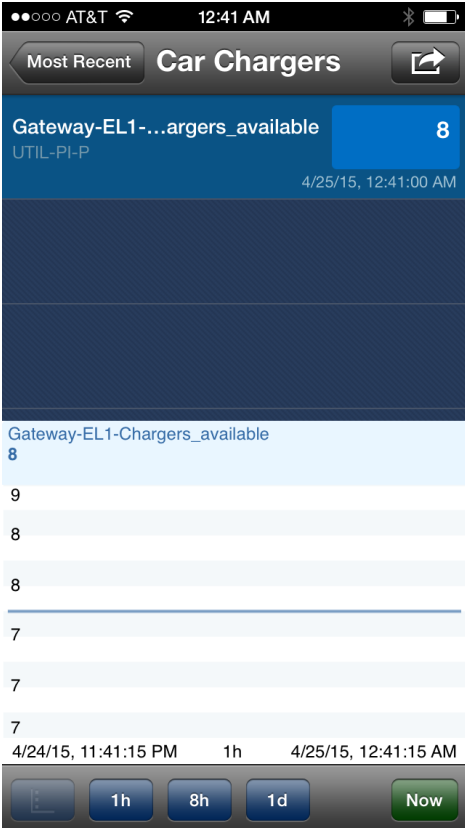 AT&T 12:41 AM
Most Recent Car Chargers
Gateway-EL1-...argers_available 8
UTIL-PI-P
4/25/15, 12:41:00 AM
Gateway-EL1-Chargers_available
8
9
8
8
7
7
7
4/24/15, 11:41:15 PM 1h 4/25/15, 12:41:15 AM
1h 8h 1d Now